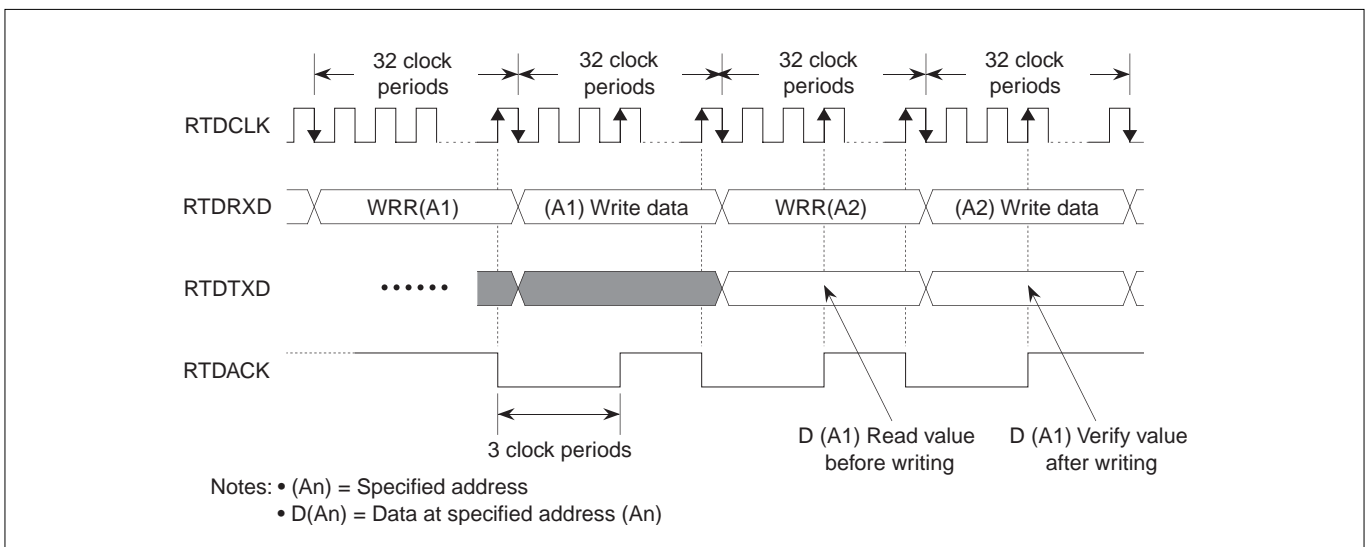 32 clock
periods
32 clock
periods
32 clock
periods
32 clock
periods
RTDCLK
RTDRXD
WRR(A1)
(A1) Write data
WRR(A2)
(A2) Write data
RTDTXD
RTDACK
3 clock periods
D (A1) Read value
before writing
D (A1) Verify value
after writing
Notes: • (An) = Specified address
• D(An) = Data at specified address (An)